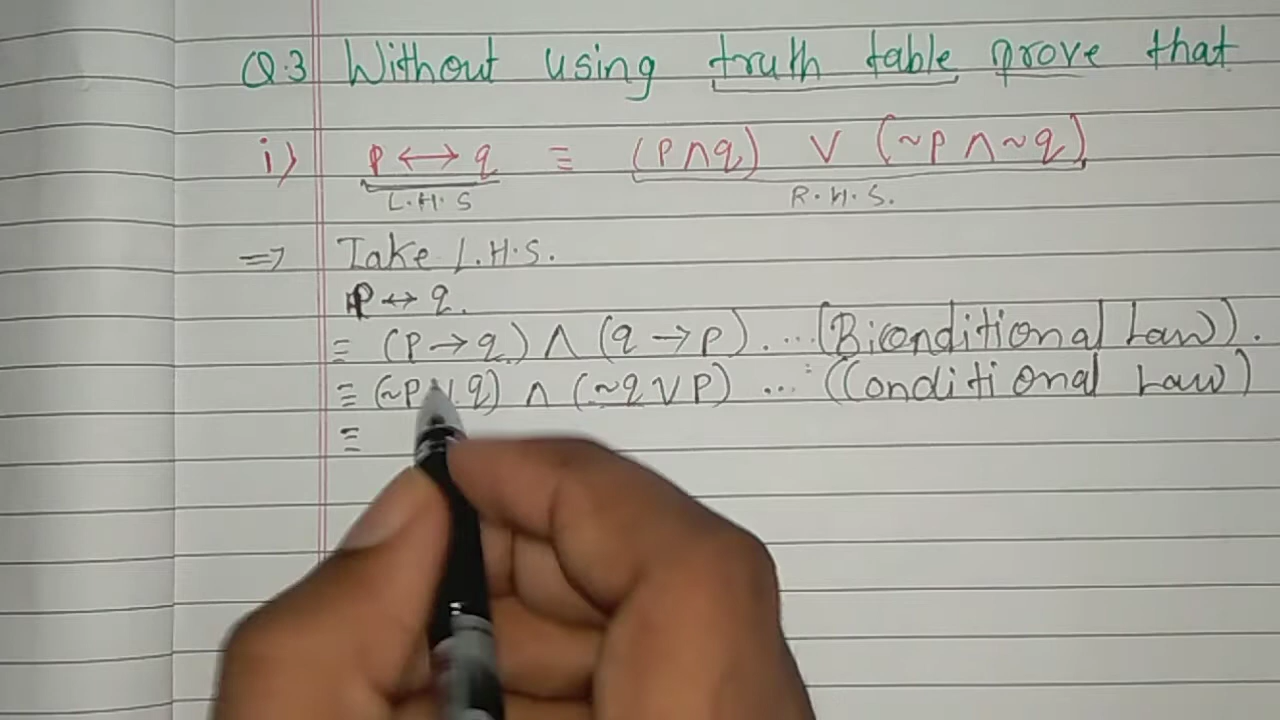 Q.3 Without using truth table prove that
i) p ↔ q ≡ (p ∧ q) ∨ (~p ∧ ~q)
L.H.S R.H.S.
⇒ Take L.H.S.
p ↔ q.
≡ (p → q) ∧ (q → p). ...(Biconditional Law).
≡ (~p ∨ q) ∧ (~q ∨ p) ... (Conditional Law)
≡